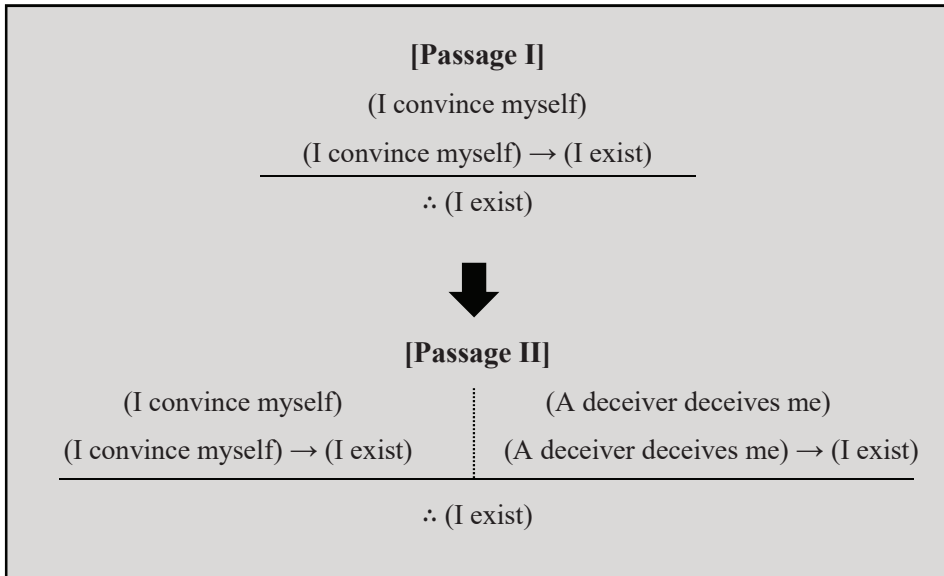 [Passage I]
(I convince myself)
(I convince myself) → (I exist)
∴ (I exist)
[Passage II]
(I convince myself)
(I convince myself) → (I exist)
(A deceiver deceives me)
(A deceiver deceives me) → (I exist)
∴ (I exist)